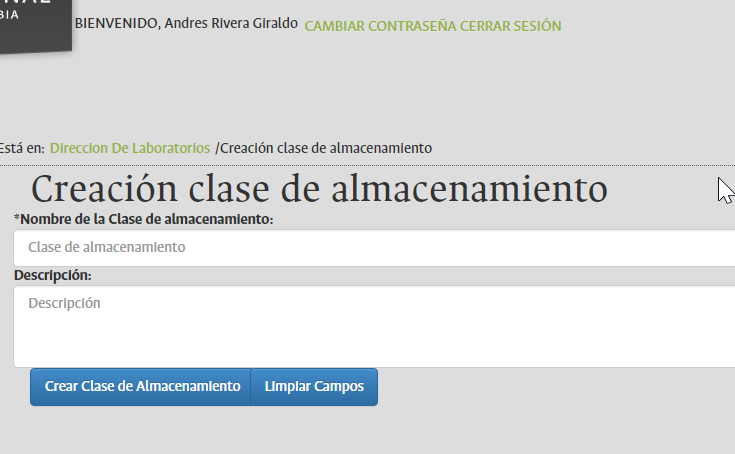 BIA
BIENVENIDO, Andres Rivera Giraldo CAMBIAR CONTRASEÑA CERRAR SESIÓN
Está en: Direccion De Laboratorios /Creación clase de almacenamiento
Creación clase de almacenamiento
*Nombre de la Clase de almacenamiento:
Clase de almacenamiento
Descripción:
Descripción
Crear Clase de Almacenamiento Limpiar Campos